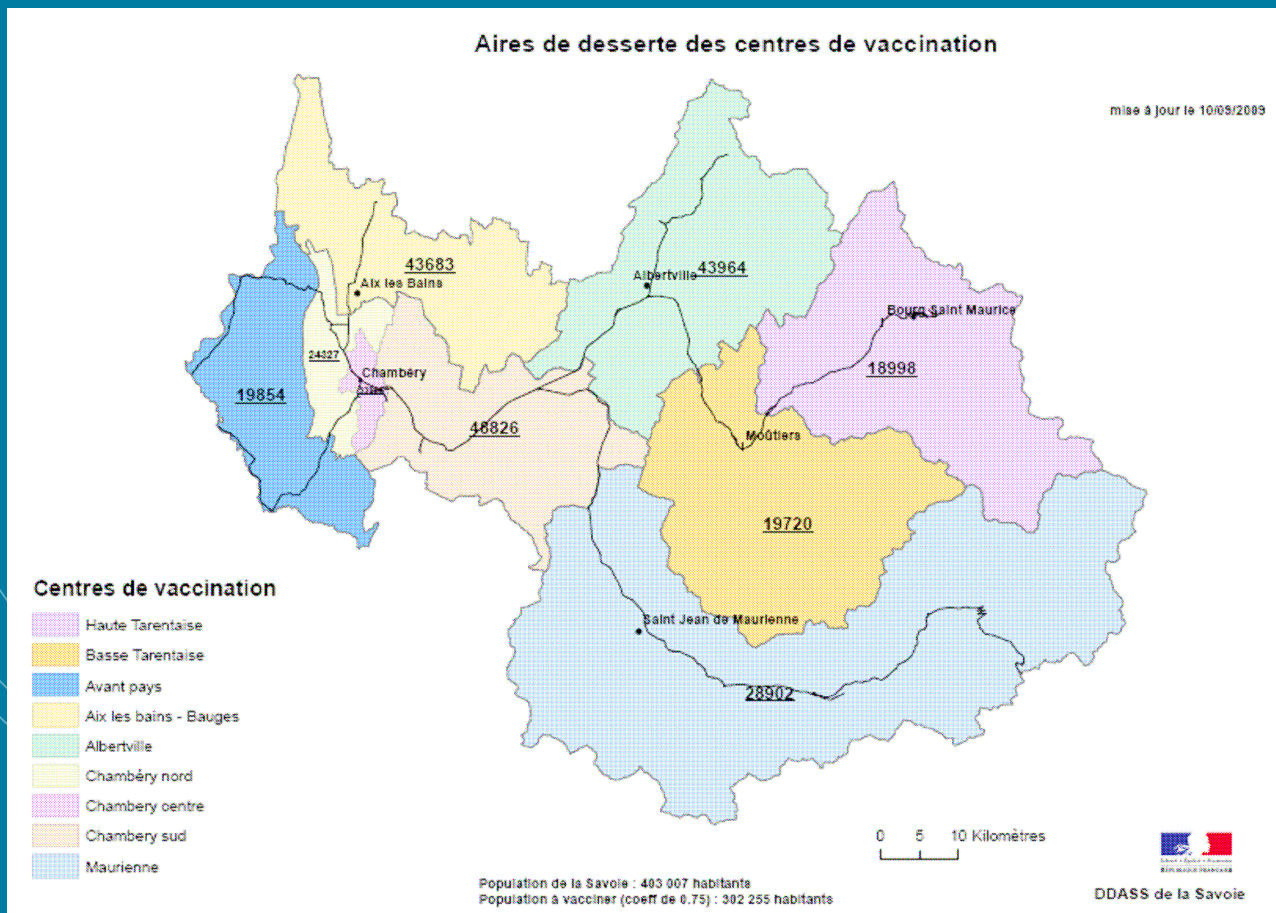 Aires de desserte des centres de vaccination
mise à jour le 10/09/2009
43683
Aix les Bains
Albertville
43964
Bourg Saint Maurice
18998
24327
Chambéry
19854
48826
Moûtiers
19720
Saint Jean de Maurienne
28902
Centres de vaccination
Haute Tarentaise
Basse Tarentaise
Avant pays
Aix les bains - Bauges
Albertville
Chambéry nord
Chambery centre
Chambery sud
Maurienne
0 5 10 Kilomètres
Population de la Savoie : 403 007 habitants
Population à vacciner (coeff de 0.75) : 302 255 habitants
DDASS de la Savoie